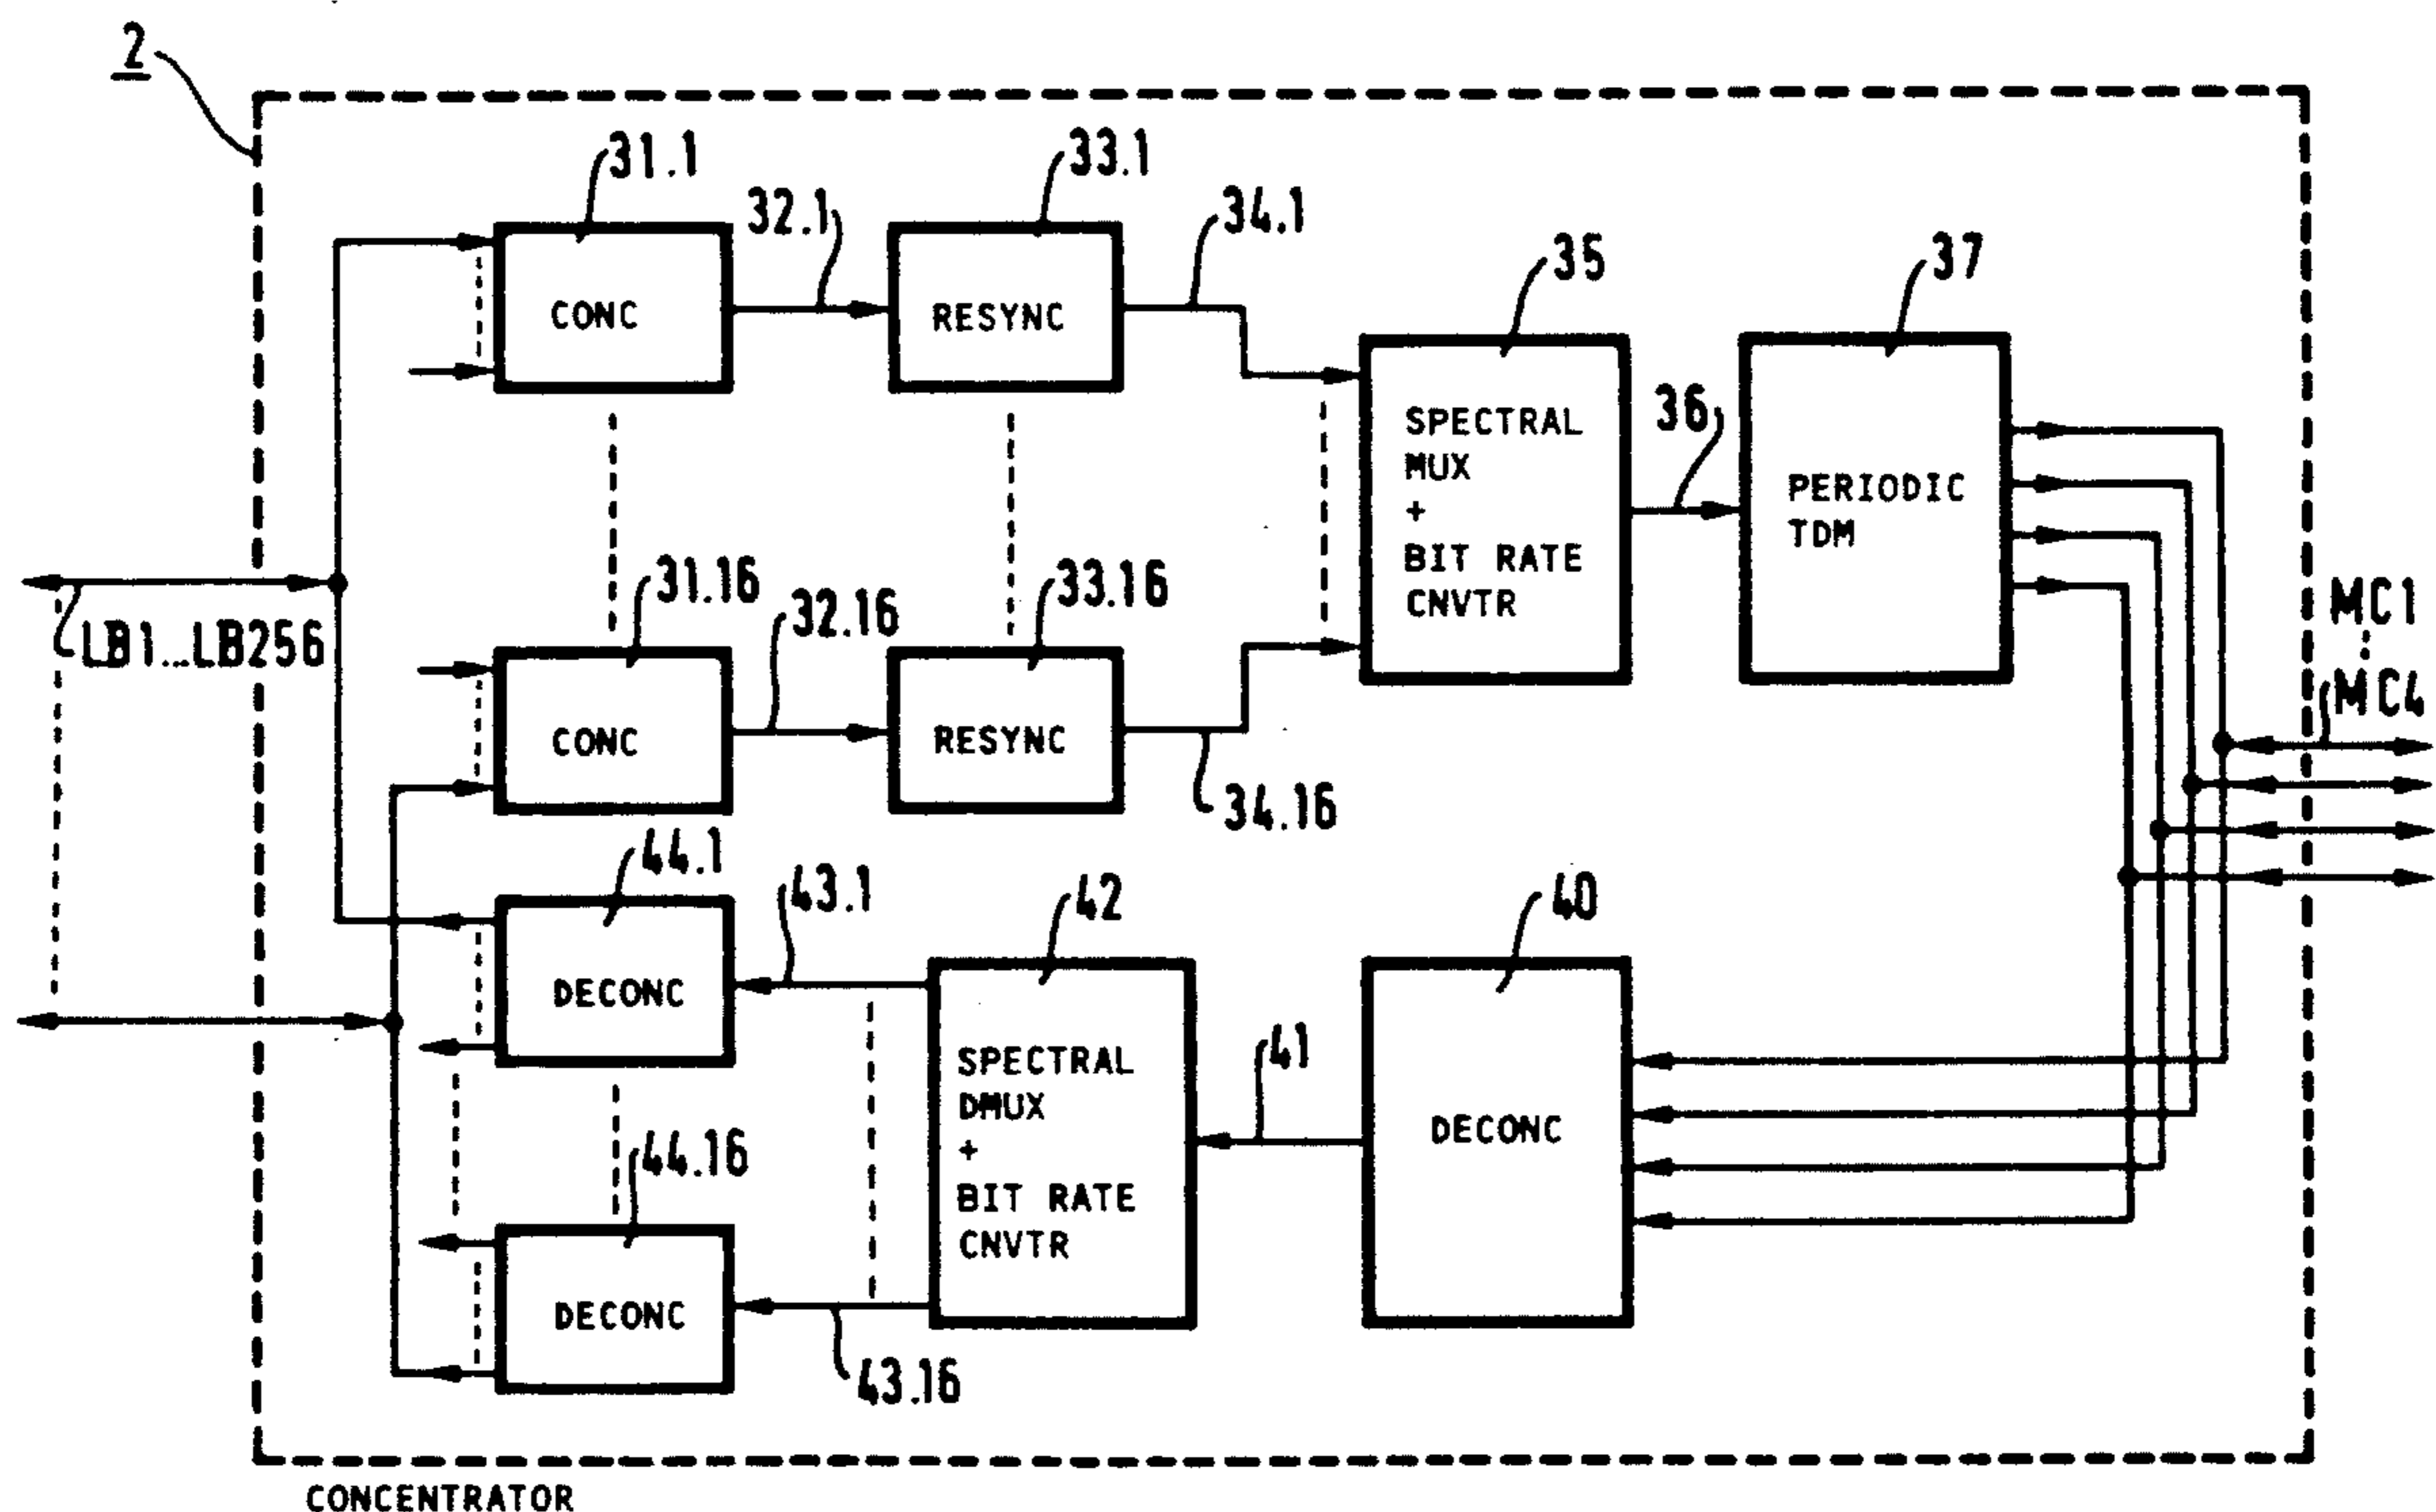 2
31.1
33.1
32.1
34.1
35
37
CONC
RESYNC
36
SPECTRAL
MUX
+
BIT RATE
CNVTR
PERIODIC
TDM
31.16
33.16
32.16
LB1...LB256
MC1
MC4
CONC
RESYNC
34.16
44.1
43.1
42
40
DECONC
41
SPECTRAL
DMUX
+
BIT RATE
CNVTR
DECONC
44.16
DECONC
43.16
CONCENTRATOR